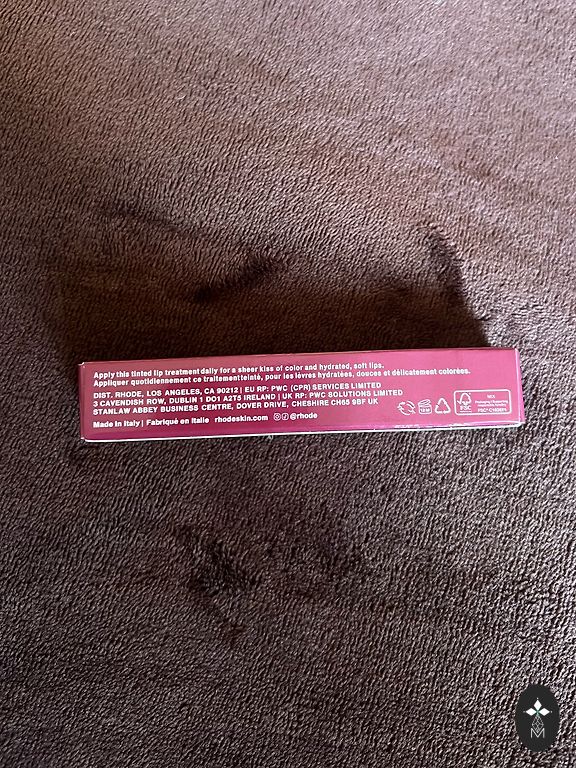 Apply this tinted lip treatment daily for a sheer kiss of color and hydrated, soft lips.
Appliquer quotidiennement ce traitement teinté, pour les lèvres hydratées, douces et délicatement colorées.
DIST. RHODE, LOS ANGELES, CA 90212 | EU RP: PWC (CPR) SERVICES LIMITED
3 CAVENDISH ROW, DUBLIN 1 DO1 A2T5 IRELAND | UK RP: PWC SOLUTIONS LIMITED
STANLAW ABBEY BUSINESS CENTRE, DOVER DRIVE, CHESHIRE CH65 9BF UK
Made in Italy | Fabriqué en Italie rhodeskin.com @rhode
FSC
MIX
M